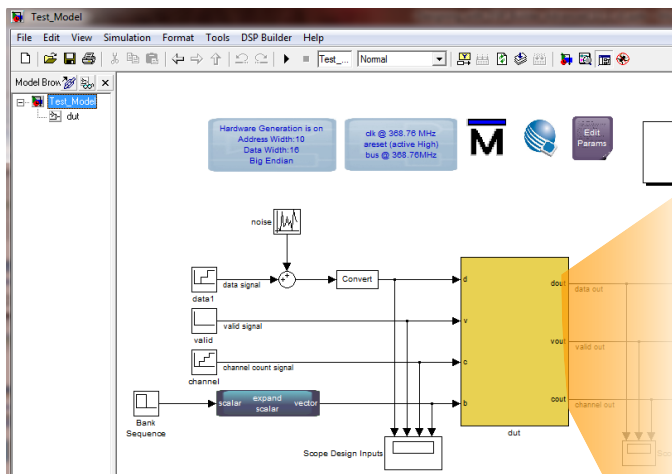 Test_Model
File Edit View Simulation Format Tools DSP Builder Help
Test_... Normal
Model Brow
Test_Model
dut
Hardware Generation is on
Address Width:10
Data Width:16
Big Endian
clk @ 368.76 MHz
areset (active High)
bus @ 368.76MHz
M
Edit
Params
noise
data signal
Convert
data1
d
dout
data out
valid signal
valid
v
vout
valid out
channel count signal
channel
c
cout
channel out
scalar
expand
scalar
vector
b
Bank
Sequence
dut
Scope Design Inputs